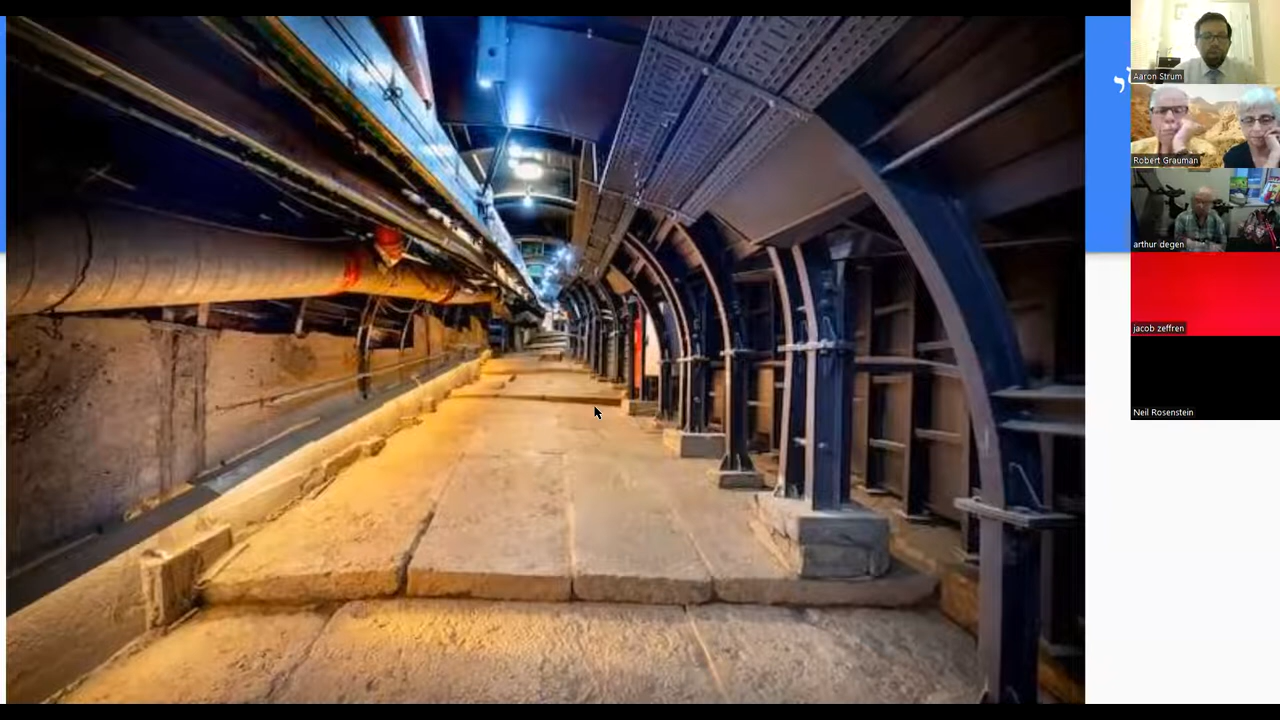 Aaron Strum
Robert Grauman
arthur degen
jacob zeffren
Neil Rosenstein